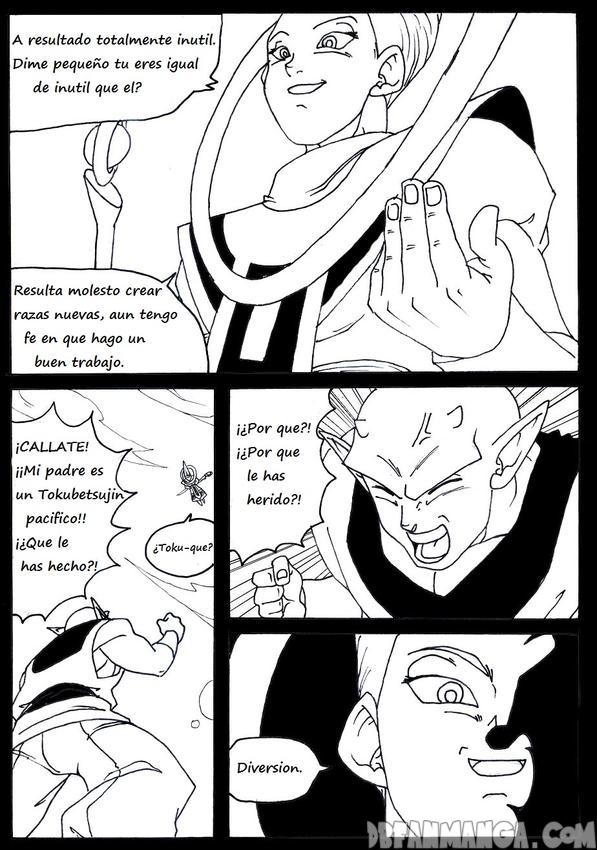 A resultado totalmente inutil.
Dime pequeño tu eres igual
de inutil que el?
Resulta molesto crear
razas nuevas, aun tengo
fe en que hago un
buen trabajo.
¡CALLATE!
¡¡Mi padre es
un Tokubetsujin
pacifico!!
¡¿Que le
has hecho?!
¿Toku-que?
¡¿Por que?!
¡¿Por que
le has
herido?!
Diversion.
DBFANMANGA.COM